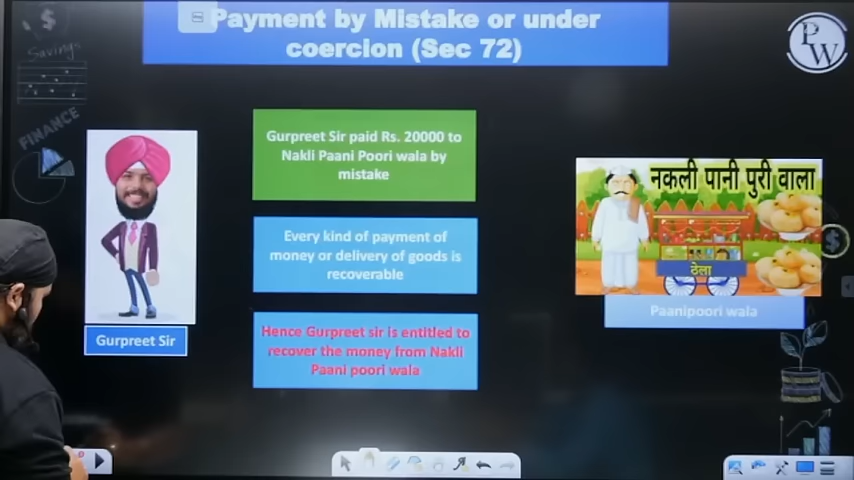 Payment by Mistake or under
coercion (Sec 72)
PW
Savings
FINANCE
Gurpreet Sir paid Rs. 20000 to
Nakli Paani Poori wala by
mistake
Every kind of payment of
money or delivery of goods is
recoverable
Hence Gurpreet sir is entitled to
recover the money from Nakli
Paani poori wala
Gurpreet Sir
नकली पानी पुरी वाला
ठेला
Paanipoori wala